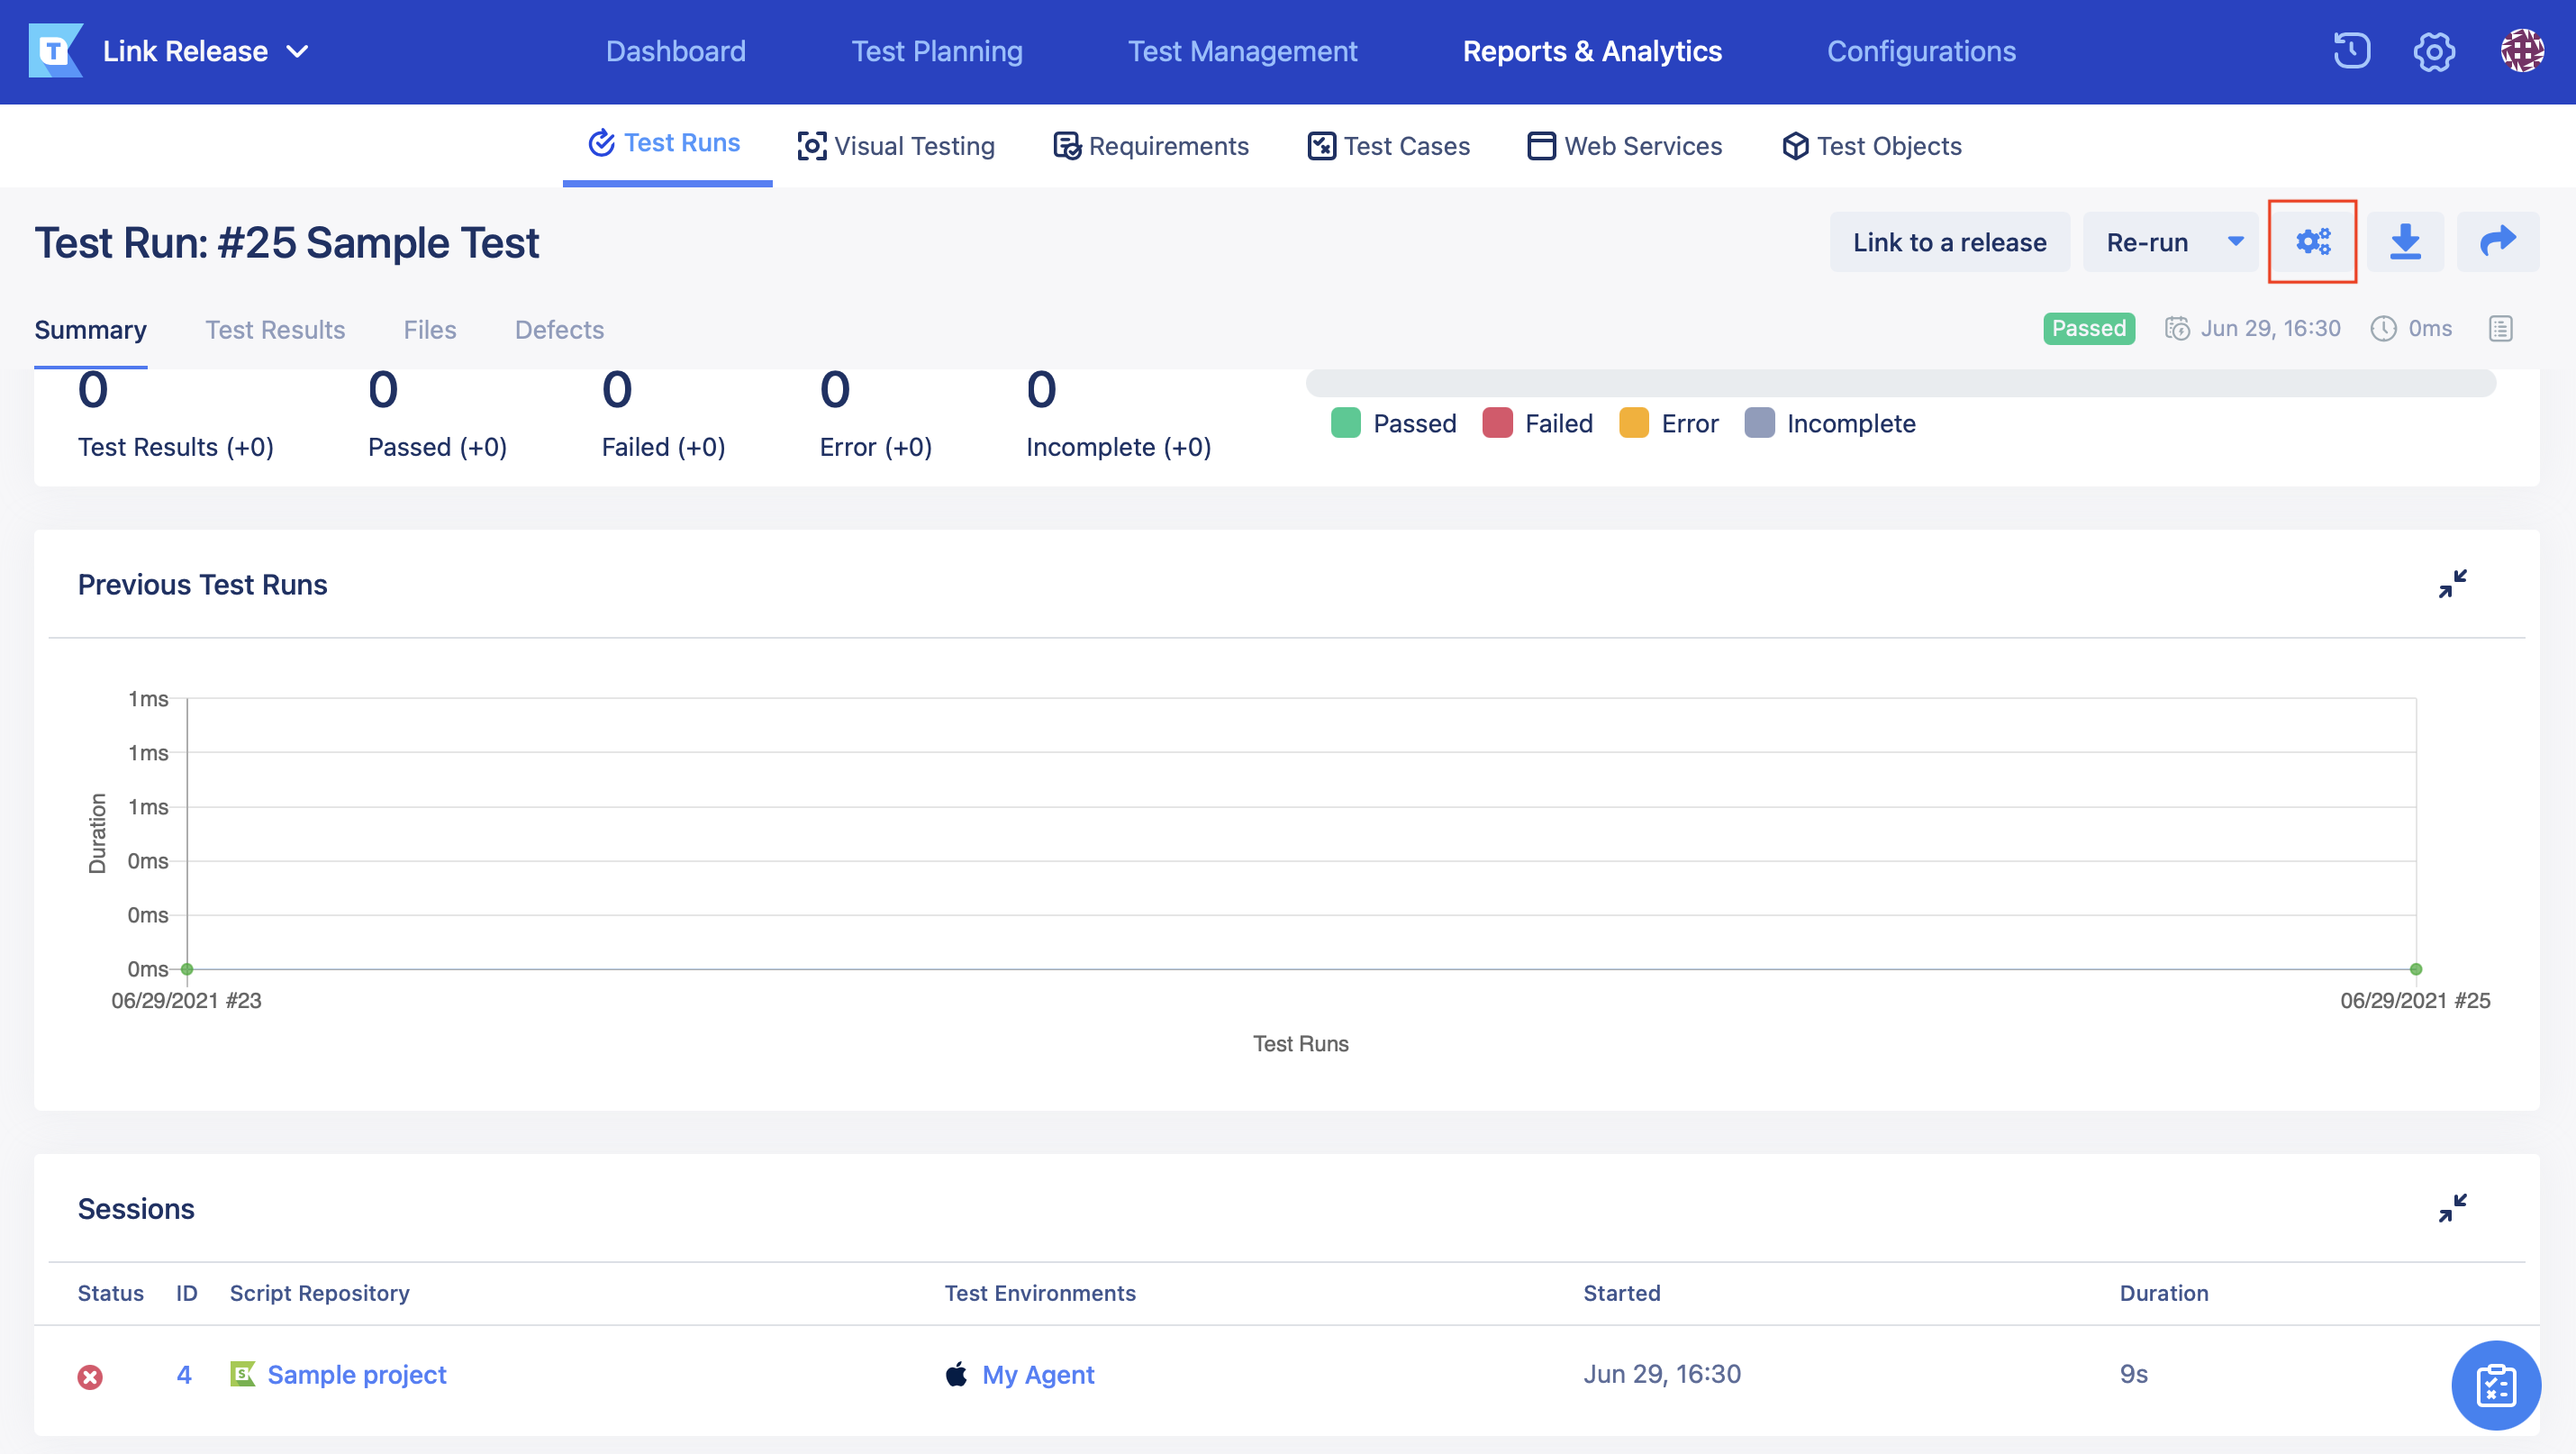 T Link Release
Dashboard Test Planning Test Management Reports & Analytics Configurations
Test Runs Visual Testing Requirements Test Cases Web Services Test Objects
Test Run: #25 Sample Test
Link to a release Re-run
Summary Test Results Files Defects
Passed Jun 29, 16:30 0ms
0 0 0 0 0
Test Results (+0) Passed (+0) Failed (+0) Error (+0) Incomplete (+0)
Passed Failed Error Incomplete
Previous Test Runs
1ms
1ms
1ms
0ms
0ms
0ms
Duration
06/29/2021 #23 06/29/2021 #25
Test Runs
Sessions
Status ID Script Repository Test Environments Started Duration
4 S Sample project My Agent Jun 29, 16:30 9s